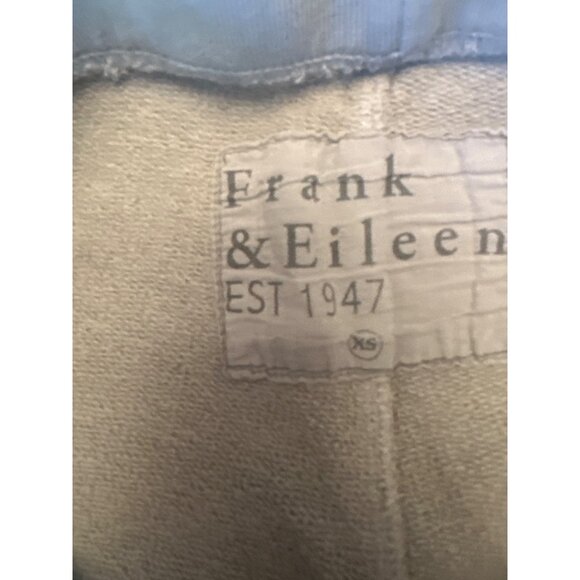 Frank
&Eileen
EST 1947
XS